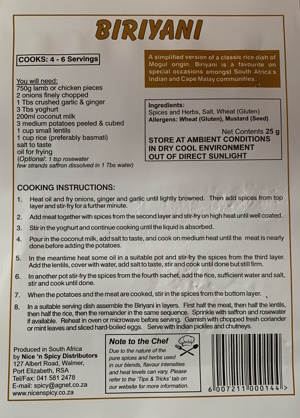 BIRIYANI
COOKS: 4 - 6 Servings
A simplified version of a classic rice dish of
Mogul origin. Biriyani is a favourite on
special occasions amongst South Africa's
Indian and Cape Malay communities.
You will need:
750g lamb or chicken pieces
2 onions finely chopped
1 Tbs crushed garlic & ginger
3 Tbs yoghurt
200ml coconut milk
3 medium potatoes peeled & cubed
1 cup small lentils
1 cup rice (preferably basmati)
salt to taste
oil for frying
(Optional: 1 tsp rosewater
few strands saffron dissolved in 1 Tbs water)
Ingredients:
Spices and Herbs, Salt, Wheat (Gluten)
Allergens: Wheat (Gluten), Mustard (Seed)
Net Contents 25 g
STORE AT AMBIENT CONDITIONS
IN DRY COOL ENVIRONMENT
OUT OF DIRECT SUNLIGHT
COOKING INSTRUCTIONS:
1. Heat oil and fry onions, ginger and garlic until lightly browned. Then add spices from top
layer and stir-fry for a further minute.
2. Add meat together with spices from the second layer and stir-fry on high heat until well coated.
3. Stir in the yoghurt and continue cooking until the liquid is absorbed.
4. Pour in the coconut milk, add salt to taste, and cook on medium heat until the meat is nearly
done before adding the potatoes.
5. In the meantime heat some oil in a suitable pot and stir-fry the spices from the third layer.
Add the lentils, cover with water, add salt to taste, stir and cook until done but still firm.
6. In another pot stir-fry the spices from the fourth sachet, add the rice, sufficient water and salt,
stir and cook until done.
7. When the potatoes and the meat are cooked, stir in the spices from the bottom layer.
8. In a suitable serving dish assemble the Biriyani in layers. First half the meat, then half the lentils,
then half the rice, then the remainder in the same sequence. Sprinkle with saffron and rosewater
if available. Reheat in oven or microwave before serving. Garnish with chopped fresh corriander
or mint leaves and sliced hard-boiled eggs. Serve with Indian pickles and chutneys.
Produced in South Africa
by Nice 'n Spicy Distributors
127 Albert Road, Walmer,
Port Elizabeth, RSA
Tel/Fax: 041 581 2478
E-mail: spicy@agnet.co.za
www.nicenspicy.co.za
Note to the Chef
Due to the nature of the
pure spices and herbs used
in our blends, flavour intensities
and heat levels can vary. Please
refer to the 'Tips & Tricks' tab on
our website for more information.
6 007211 000144 >